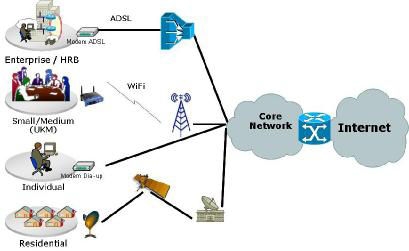 ADSL
Modem ADSL
Enterprise / HRB
WiFi
Small/Medium
(UKM)
Core
Network
Internet
Modem Dia-up
Individual
Residential